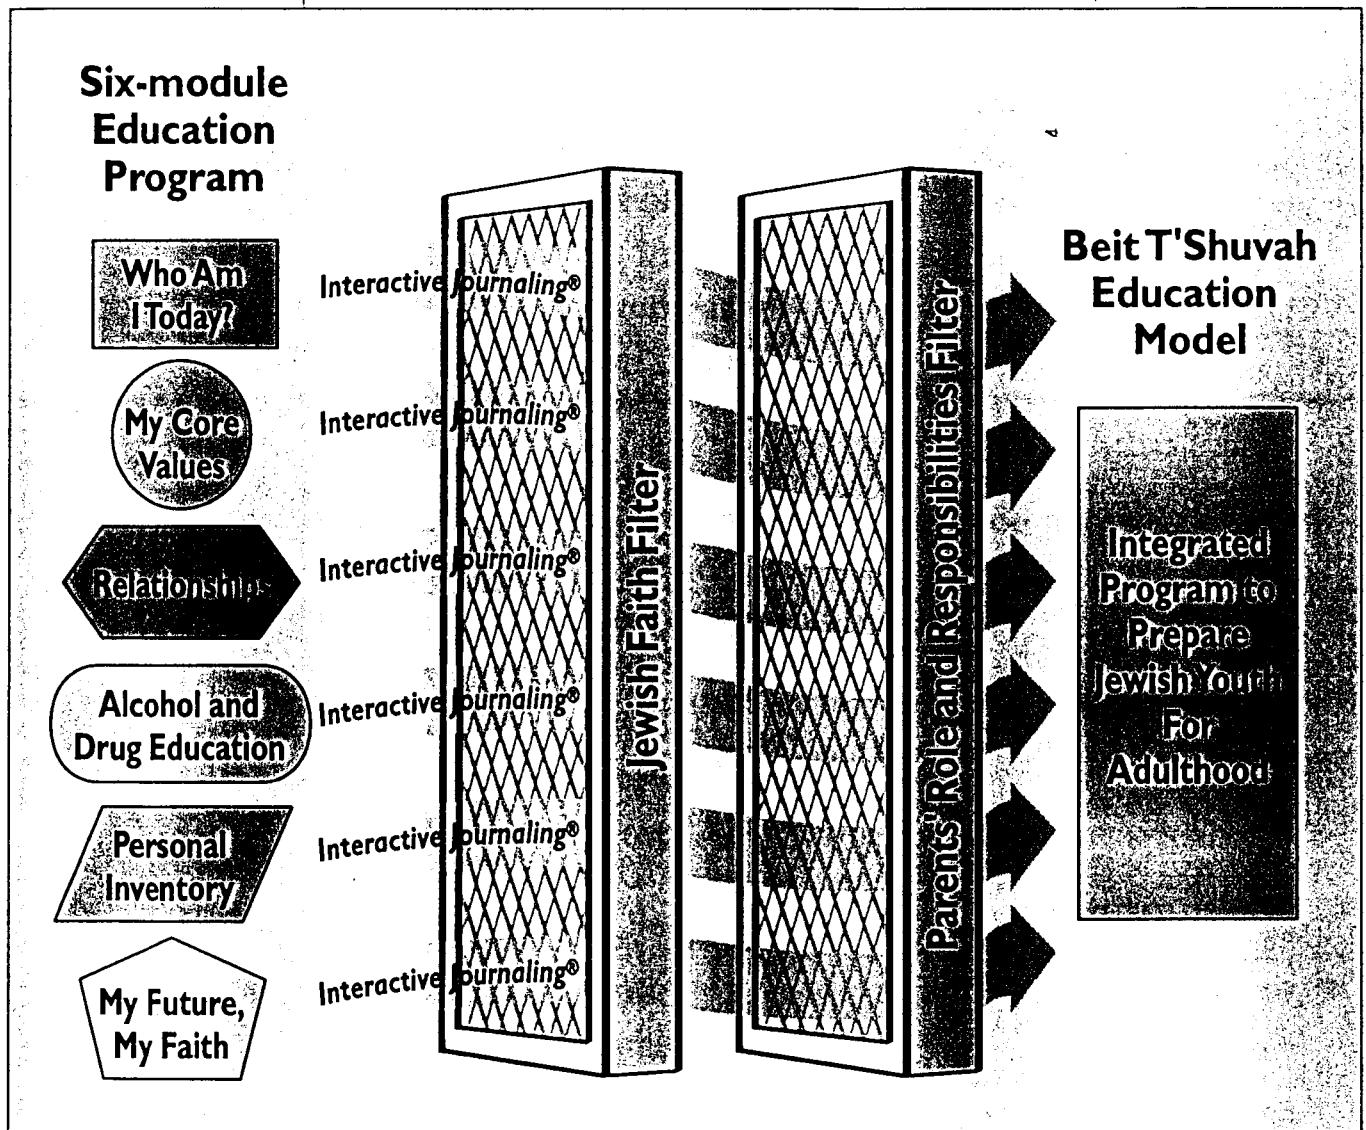 Six-module
Education
Program
Who Am
I Today?
My Core
Values
Relationships
Alcohol and
Drug Education
Personal
Inventory
My Future,
My Faith
Interactive Journaling®
Interactive Journaling®
Interactive Journaling®
Interactive Journaling®
Interactive Journaling®
Interactive Journaling®
Jewish Faith Filter
Parents' Role and Responsibilities Filter
Beit T'Shuvah
Education
Model
Integrated
Program to
Prepare
Jewish Youth
For
Adulthood